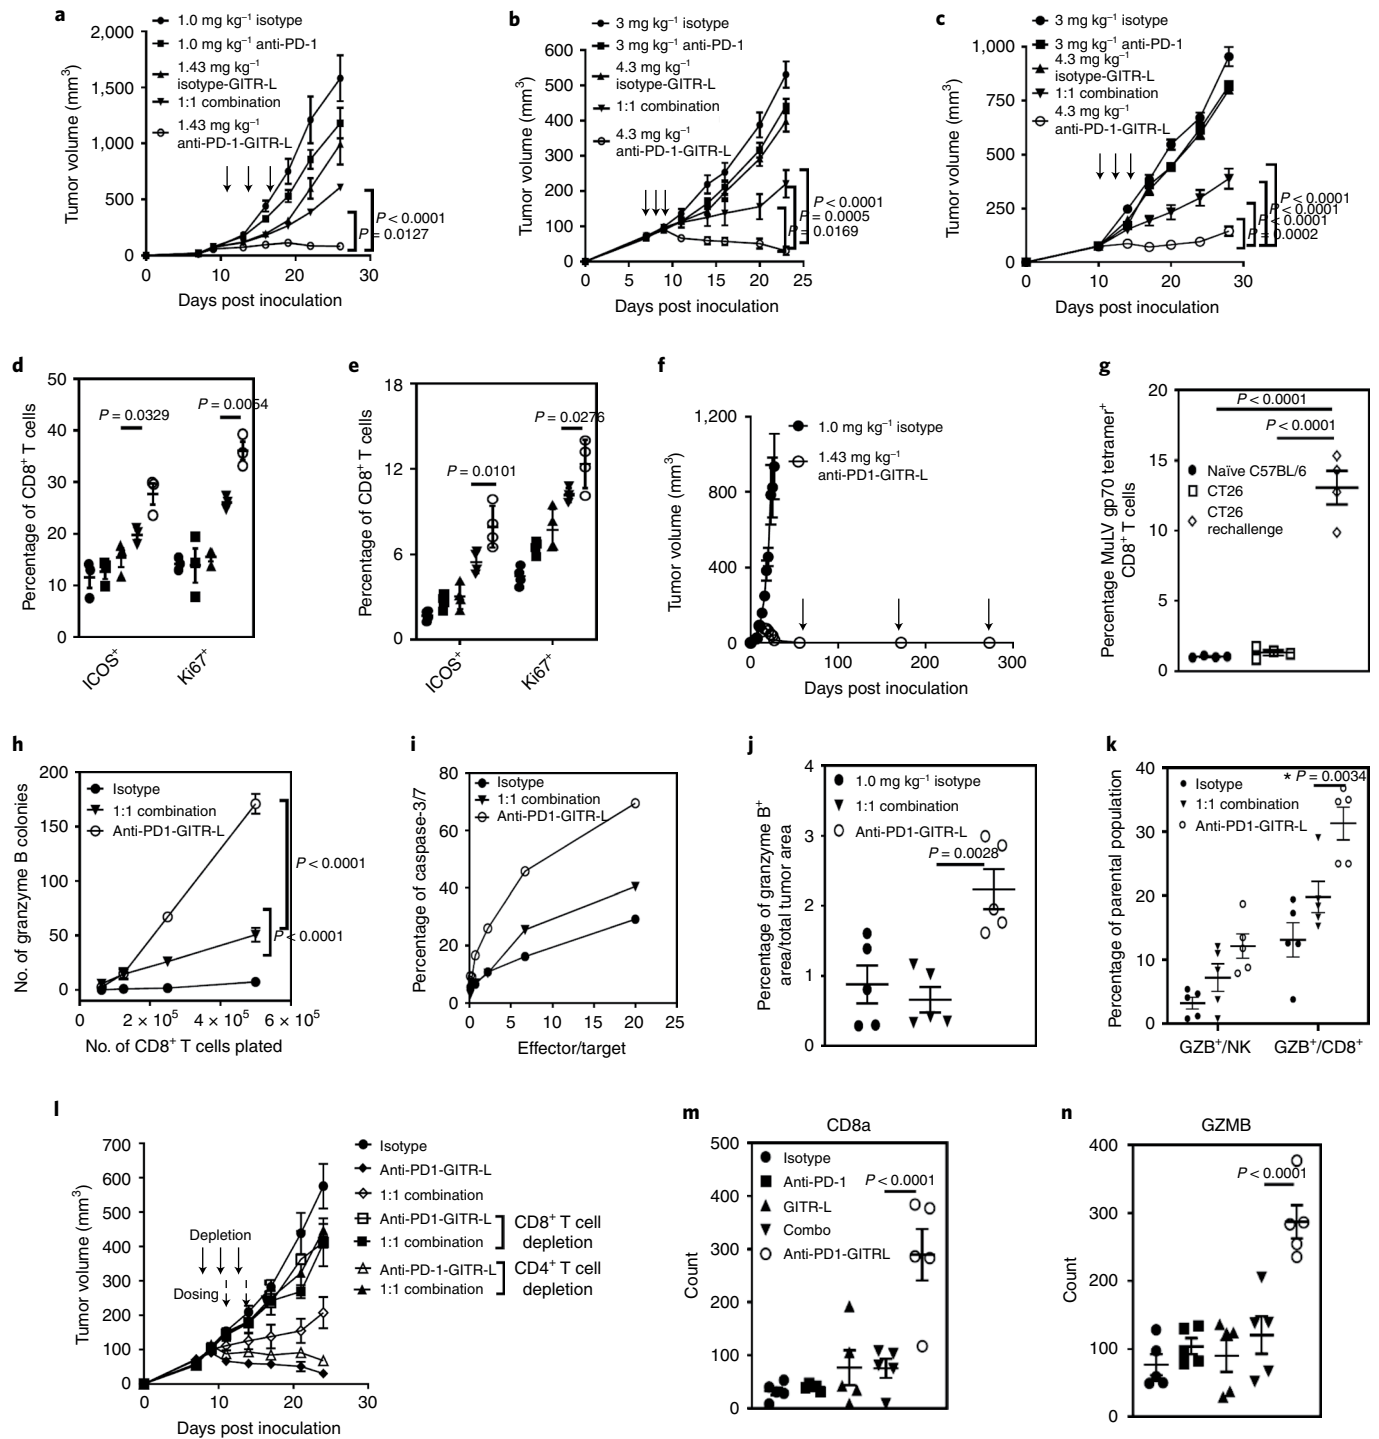 a
1.0 mg kg⁻¹ isotype
1.0 mg kg⁻¹ anti-PD-1
1.43 mg kg⁻¹
isotype-GITR-L
1:1 combination
1.43 mg kg⁻¹
anti-PD-1-GITR-L
Tumor volume (mm³)
2,000
1,500
1,000
500
0
0 10 20 30
Days post inoculation
P < 0.0001
P = 0.0127
b
3 mg kg⁻¹ isotype
3 mg kg⁻¹ anti-PD-1
4.3 mg kg⁻¹
isotype-GITR-L
1:1 combination
4.3 mg kg⁻¹
anti-PD-1-GITR-L
Tumor volume (mm³)
600
500
400
300
200
100
0
0 5 10 15 20 25
Days post inoculation
P < 0.0001
P = 0.0005
P = 0.0169
c
3 mg kg⁻¹ isotype
3 mg kg⁻¹ anti-PD-1
4.3 mg kg⁻¹
isotype-GITR-L
1:1 combination
4.3 mg kg⁻¹
anti-PD-1-GITR-L
Tumor volume (mm³)
1,000
750
500
250
0
0 10 20 30
Days post inoculation
P < 0.0001
P < 0.0001
P < 0.0001
P = 0.0002
d
Percentage of CD8⁺ T cells
50
40
30
20
10
0
P = 0.0329
P = 0.0054
ICOS⁺
Ki67⁺
e
Percentage of CD8⁺ T cells
18
12
6
0
P = 0.0101
P = 0.0276
ICOS⁺
Ki67⁺
f
Tumor volume (mm³)
1,200
800
400
0
1.0 mg kg⁻¹ isotype
1.43 mg kg⁻¹
anti-PD1-GITR-L
0 100 200 300
Days post inoculation
g
Percentage MuLV gp70 tetramer⁺
CD8⁺ T cells
20
15
10
5
0
P < 0.0001
P < 0.0001
Naïve C57BL/6
CT26
CT26
rechallenge
h
No. of granzyme B colonies
200
150
100
50
0
Isotype
1:1 combination
Anti-PD1-GITR-L
P < 0.0001
P < 0.0001
0 2 × 10⁵ 4 × 10⁵ 6 × 10⁵
No. of CD8⁺ T cells plated
i
Percentage of caspase-3/7
80
60
40
20
0
Isotype
1:1 combination
Anti-PD1-GITR-L
0 5 10 15 20 25
Effector/target
j
Percentage of granzyme B⁺
area/total tumor area
4
3
2
1
0
1.0 mg kg⁻¹ isotype
1:1 combination
Anti-PD1-GITR-L
P = 0.0028
k
Percentage of parental population
40
30
20
10
0
* P = 0.0034
Isotype
1:1 combination
Anti-PD1-GITR-L
GZB⁺/NK GZB⁺/CD8⁺
l
Tumor volume (mm³)
700
600
500
400
300
200
100
0
Depletion
Dosing
0 10 20 30
Days post inoculation
Isotype
Anti-PD1-GITR-L
1:1 combination
Anti-PD1-GITR-L
1:1 combination
CD8⁺ T cell
depletion
Anti-PD-1-GITR-L
1:1 combination
CD4⁺ T cell
depletion
m
CD8a
Count
500
400
300
200
100
0
Isotype
Anti-PD-1
GITR-L
Combo
Anti-PD1-GITRL
P < 0.0001
n
GZMB
Count
400
300
200
100
0
P < 0.0001